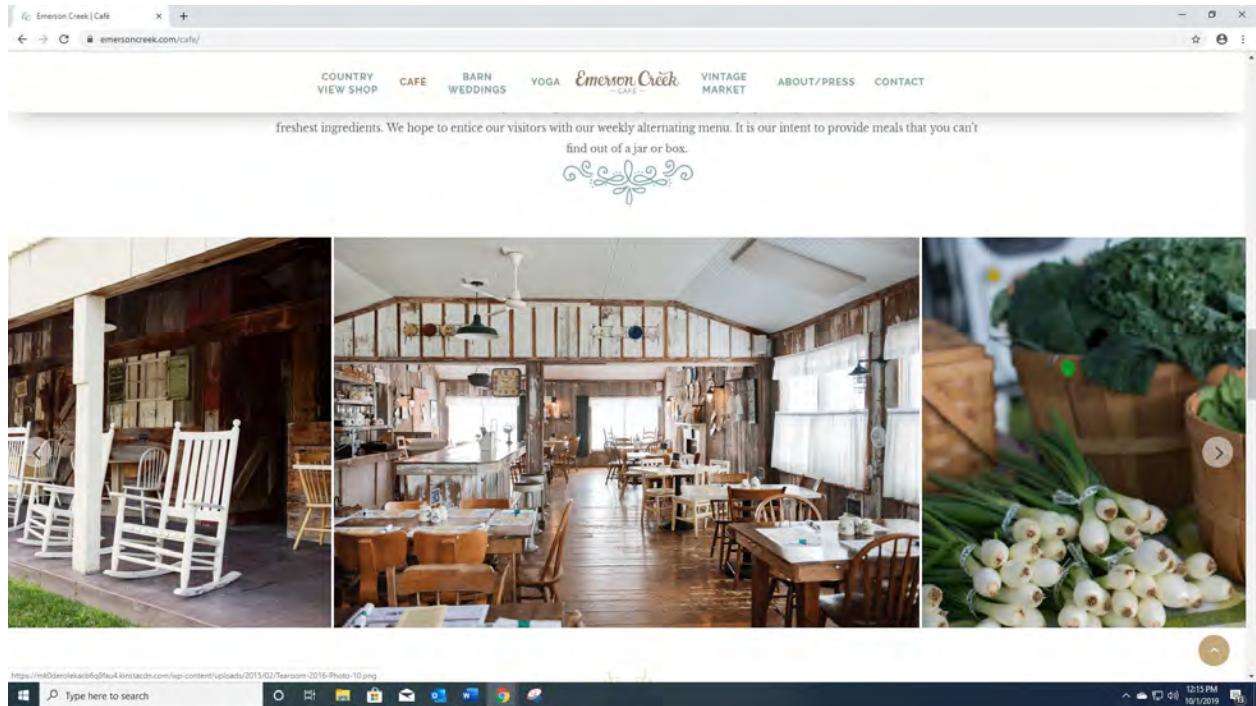 Emerson Creek | Café
emersoncreek.com/cafe/
COUNTRY VIEW SHOP
CAFÉ
BARN WEDDINGS
YOGA
Emerson Creek
CAFE
VINTAGE MARKET
ABOUT/PRESS
CONTACT
freshest ingredients. We hope to entice our visitors with our weekly alternating menu. It is our intent to provide meals that you can't
find out of a jar or box.
Type here to search
12:15 PM
10/1/2019